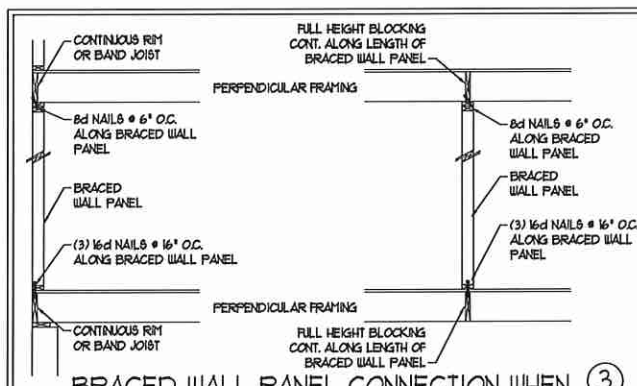 CONTINUOUS RIM
OR BAND JOIST
FULL HEIGHT BLOCKING
CONT. ALONG LENGTH OF
BRACED WALL PANEL
PERPENDICULAR FRAMING
8d NAILS @ 6" O.C.
ALONG BRACED WALL
PANEL
8d NAILS @ 6" O.C.
ALONG BRACED
WALL PANEL
BRACED
WALL PANEL
BRACED
WALL PANEL
(3) 16d NAILS @ 16" O.C.
ALONG BRACED WALL PANEL
(3) 16d NAILS @ 16" O.C.
ALONG BRACED WALL
PANEL
PERPENDICULAR FRAMING
CONTINUOUS RIM
OR BAND JOIST
FULL HEIGHT BLOCKING
CONT. ALONG LENGTH OF
BRACED WALL PANEL
BRACED WALL PANEL CONNECTION WHEN 3